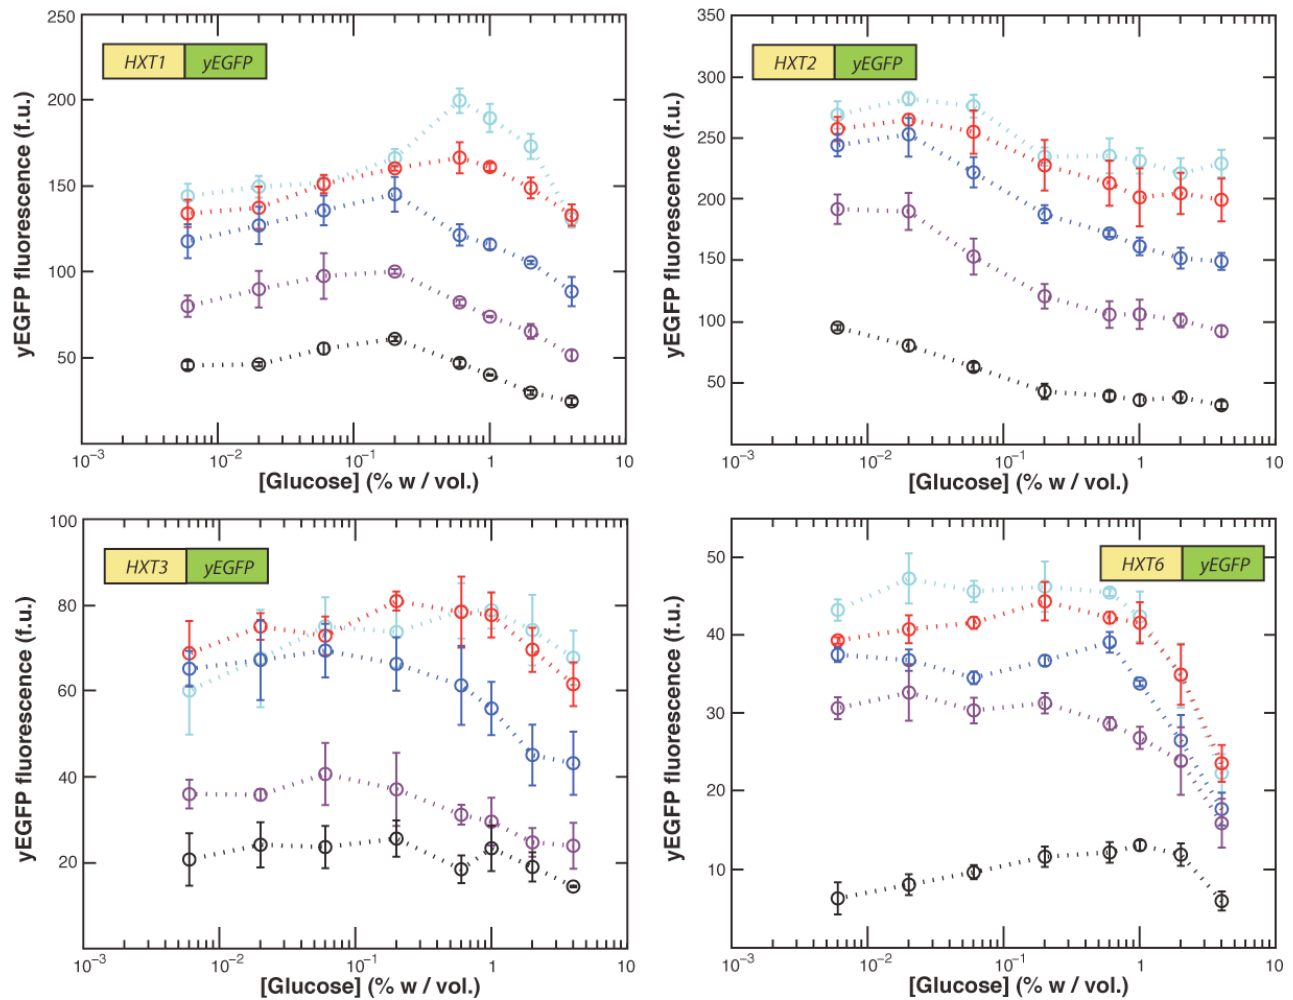 250
200
150
100
50
yEGFP fluorescence (f.u.)
HXT1 yEGFP
10⁻³ 10⁻² 10⁻¹ 1 10
[Glucose] (% w / vol.)
350
300
250
200
150
100
50
yEGFP fluorescence (f.u.)
HXT2 yEGFP
10⁻³ 10⁻² 10⁻¹ 1 10
[Glucose] (% w / vol.)
100
80
60
40
20
yEGFP fluorescence (f.u.)
HXT3 yEGFP
10⁻³ 10⁻² 10⁻¹ 1 10
[Glucose] (% w / vol.)
50
40
30
20
10
yEGFP fluorescence (f.u.)
HXT6 yEGFP
10⁻³ 10⁻² 10⁻¹ 1 10
[Glucose] (% w / vol.)